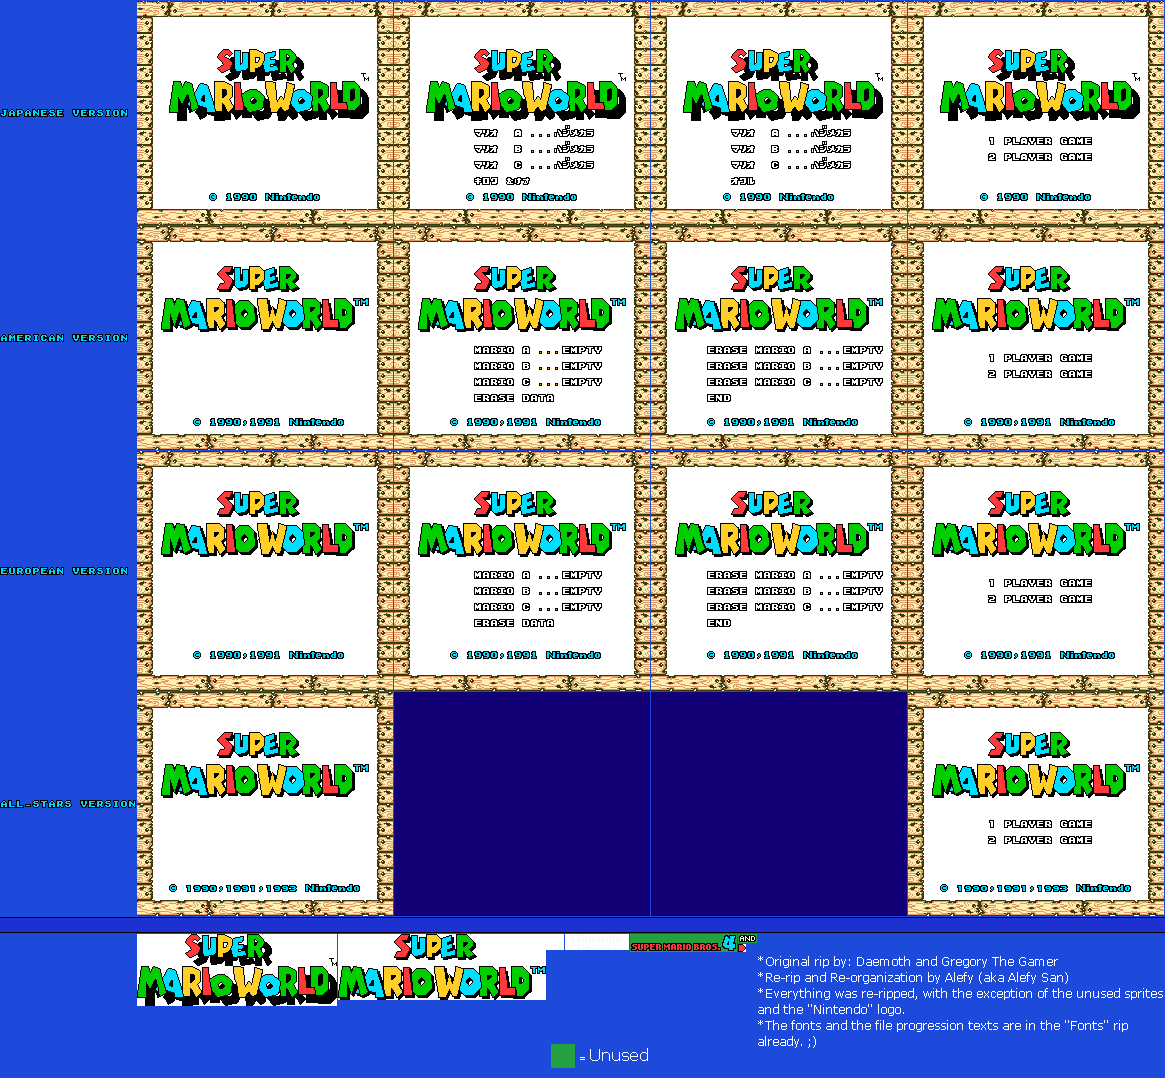 JAPANESE VERSION
SUPER
MARIO WORLD TM
© 1990 Nintendo
SUPER
MARIO WORLD TM
マリオ A ...ハジメカラ
マリオ B ...ハジメカラ
マリオ C ...ハジメカラ
キロク
© 1990 Nintendo
SUPER
MARIO WORLD TM
マリオ A ...ハジメカラ
マリオ B ...ハジメカラ
マリオ C ...ハジメカラ
オワル
© 1990 Nintendo
SUPER
MARIO WORLD TM
1 PLAYER GAME
2 PLAYER GAME
© 1990 Nintendo
AMERICAN VERSION
SUPER
MARIO WORLD TM
© 1990,1991 Nintendo
SUPER
MARIO WORLD TM
MARIO A ...EMPTY
MARIO B ...EMPTY
MARIO C ...EMPTY
ERASE DATA
© 1990,1991 Nintendo
SUPER
MARIO WORLD TM
ERASE MARIO A ...EMPTY
ERASE MARIO B ...EMPTY
ERASE MARIO C ...EMPTY
END
© 1990,1991 Nintendo
SUPER
MARIO WORLD TM
1 PLAYER GAME
2 PLAYER GAME
© 1990,1991 Nintendo
EUROPEAN VERSION
SUPER
MARIO WORLD TM
© 1990,1991 Nintendo
SUPER
MARIO WORLD TM
MARIO A ...EMPTY
MARIO B ...EMPTY
MARIO C ...EMPTY
ERASE DATA
© 1990,1991 Nintendo
SUPER
MARIO WORLD TM
ERASE MARIO A ...EMPTY
ERASE MARIO B ...EMPTY
ERASE MARIO C ...EMPTY
END
© 1990,1991 Nintendo
SUPER
MARIO WORLD TM
1 PLAYER GAME
2 PLAYER GAME
© 1990,1991 Nintendo
ALL-STARS VERSION
SUPER
MARIO WORLD TM
© 1990,1991,1993 Nintendo
SUPER
MARIO WORLD TM
1 PLAYER GAME
2 PLAYER GAME
© 1990,1991,1993 Nintendo
SUPER
MARIO WORLD TM
SUPER
MARIO WORLD TM
SUPER MARIO BROS. 4
AND
*Original rip by: Daemoth and Gregory The Gamer
*Re-rip and Re-organization by Alefy (aka Alefy San)
*Everything was re-ripped, with the exception of the unused sprites
and the "Nintendo" logo.
*The fonts and the file progression texts are in the "Fonts" rip
already. ;)
= Unused